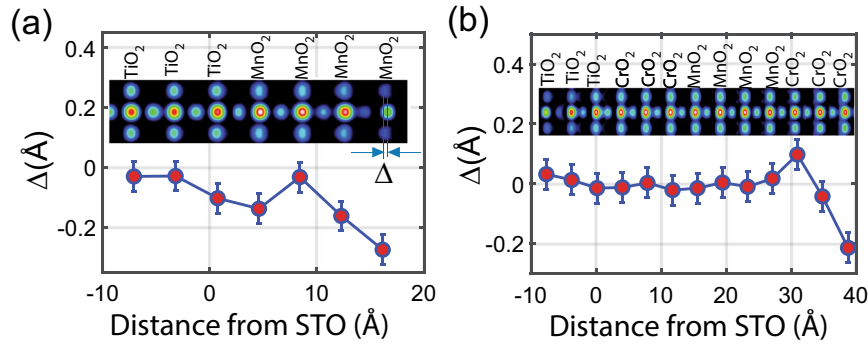 (a)
TiO₂ TiO₂ TiO₂ MnO₂ MnO₂ MnO₂ MnO₂
0.4
0.2
0
-0.2
Δ(Å)
Δ
-10 0 10 20
Distance from STO (Å)
(b)
TiO₂ TiO₂ TiO₂ CrO₂ CrO₂ CrO₂ MnO₂ MnO₂ MnO₂ MnO₂ CrO₂ CrO₂ CrO₂
0.4
0.2
0
-0.2
Δ(Å)
-10 0 10 20 30 40
Distance from STO (Å)